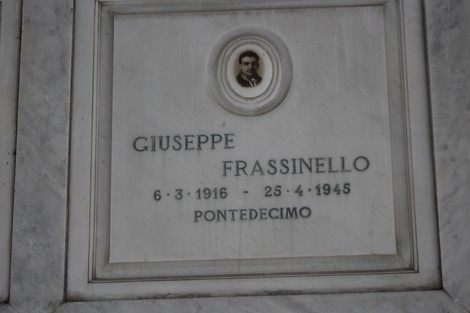 GIUSEPPE
FRASSINELLO
6·3·1916 - 25·4·1945
PONTEDECIMO